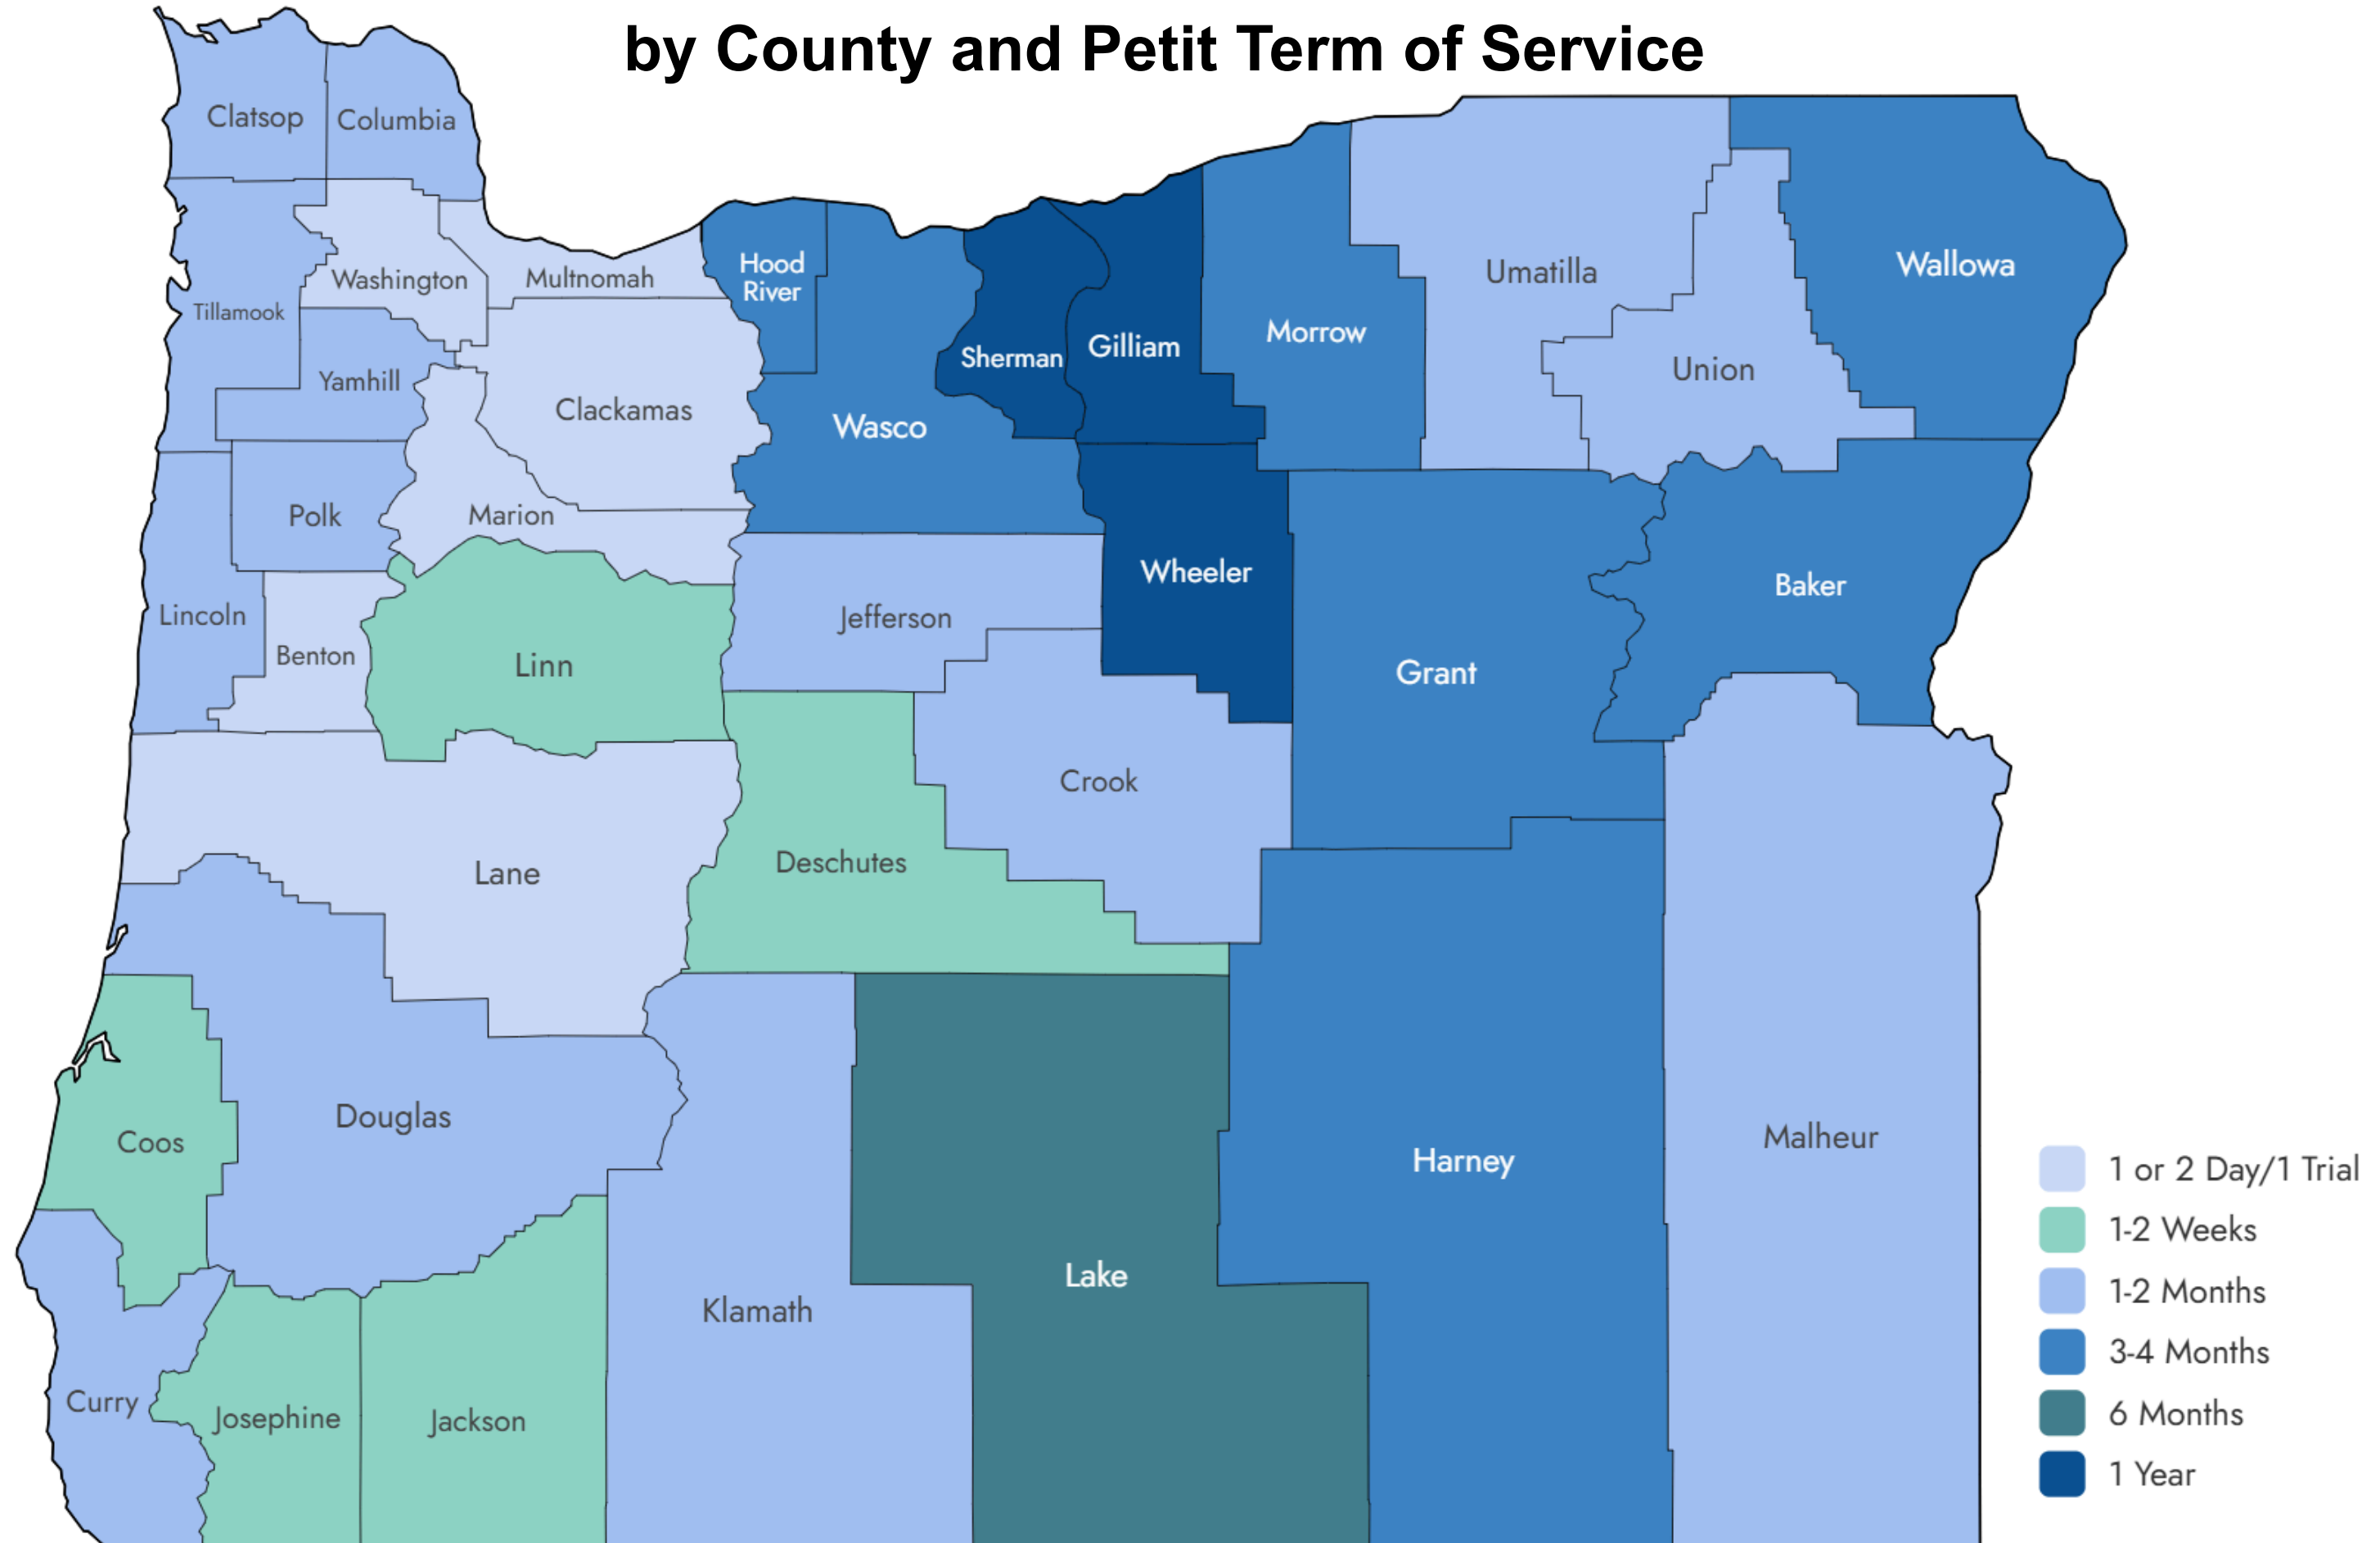 by County and Petit Term of Service
Clatsop
Columbia
Washington
Multnomah
Tillamook
Yamhill
Clackamas
Hood
River
Wasco
Sherman
Gilliam
Morrow
Umatilla
Union
Wallowa
Polk
Marion
Lincoln
Benton
Linn
Jefferson
Wheeler
Grant
Baker
Crook
Deschutes
Lane
Coos
Douglas
Harney
Malheur
Lake
Klamath
Curry
Josephine
Jackson
1 or 2 Day/1 Trial
1-2 Weeks
1-2 Months
3-4 Months
6 Months
1 Year